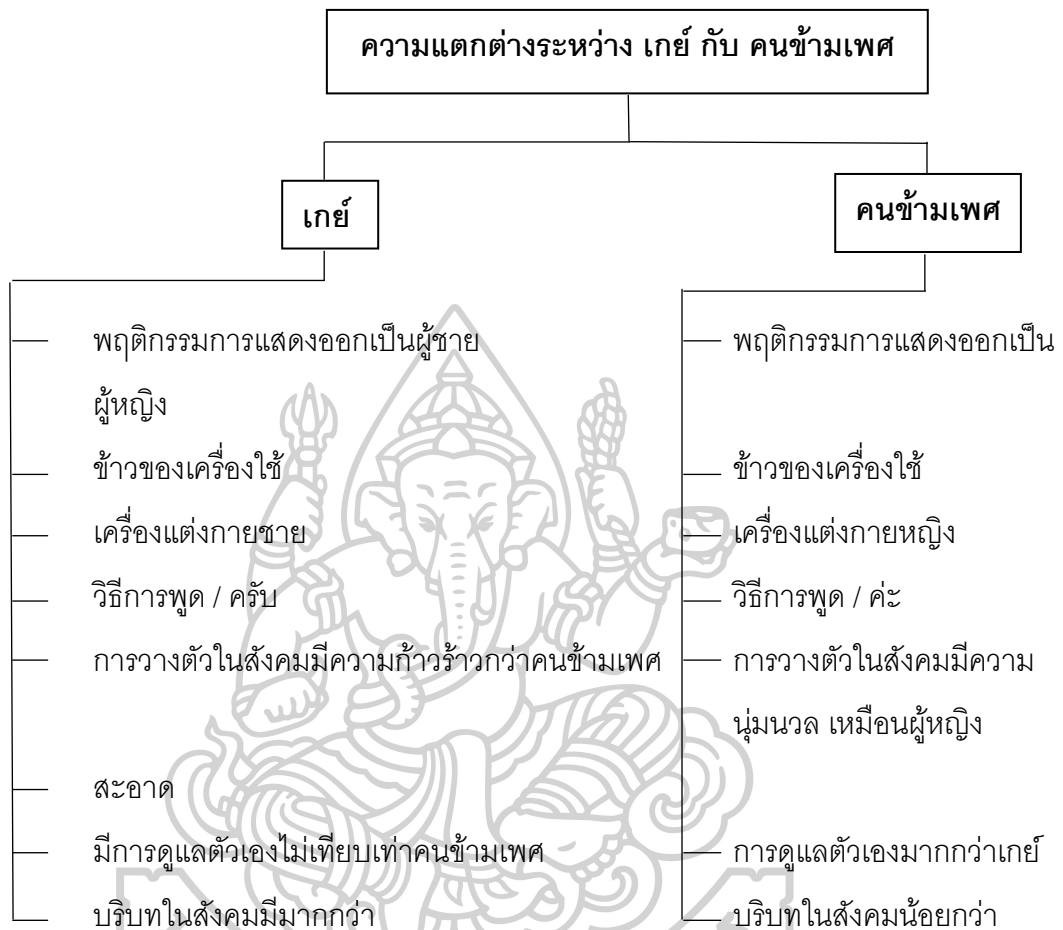 ความแตกต่างระหว่าง เกย์ กับ คนข้ามเพศ
เกย์
คนข้ามเพศ
พฤติกรรมการแสดงออกเป็นผู้ชาย
ผู้หญิง
ข้าวของเครื่องใช้
เครื่องแต่งกายชาย
วิธีการพูด / ครับ
การวางตัวในสังคมมีความก้าวร้าวกว่าคนข้ามเพศ
สะอาด
มีการดูแลตัวเองไม่เทียบเท่าคนข้ามเพศ
บริบทในสังคมมีมากกว่า
พฤติกรรมการแสดงออกเป็น
ข้าวของเครื่องใช้
เครื่องแต่งกายหญิง
วิธีการพูด / ค่ะ
การวางตัวในสังคมมีความ
นุ่มนวล เหมือนผู้หญิง
การดูแลตัวเองมากกว่าเกย์
บริบทในสังคมน้อยกว่า